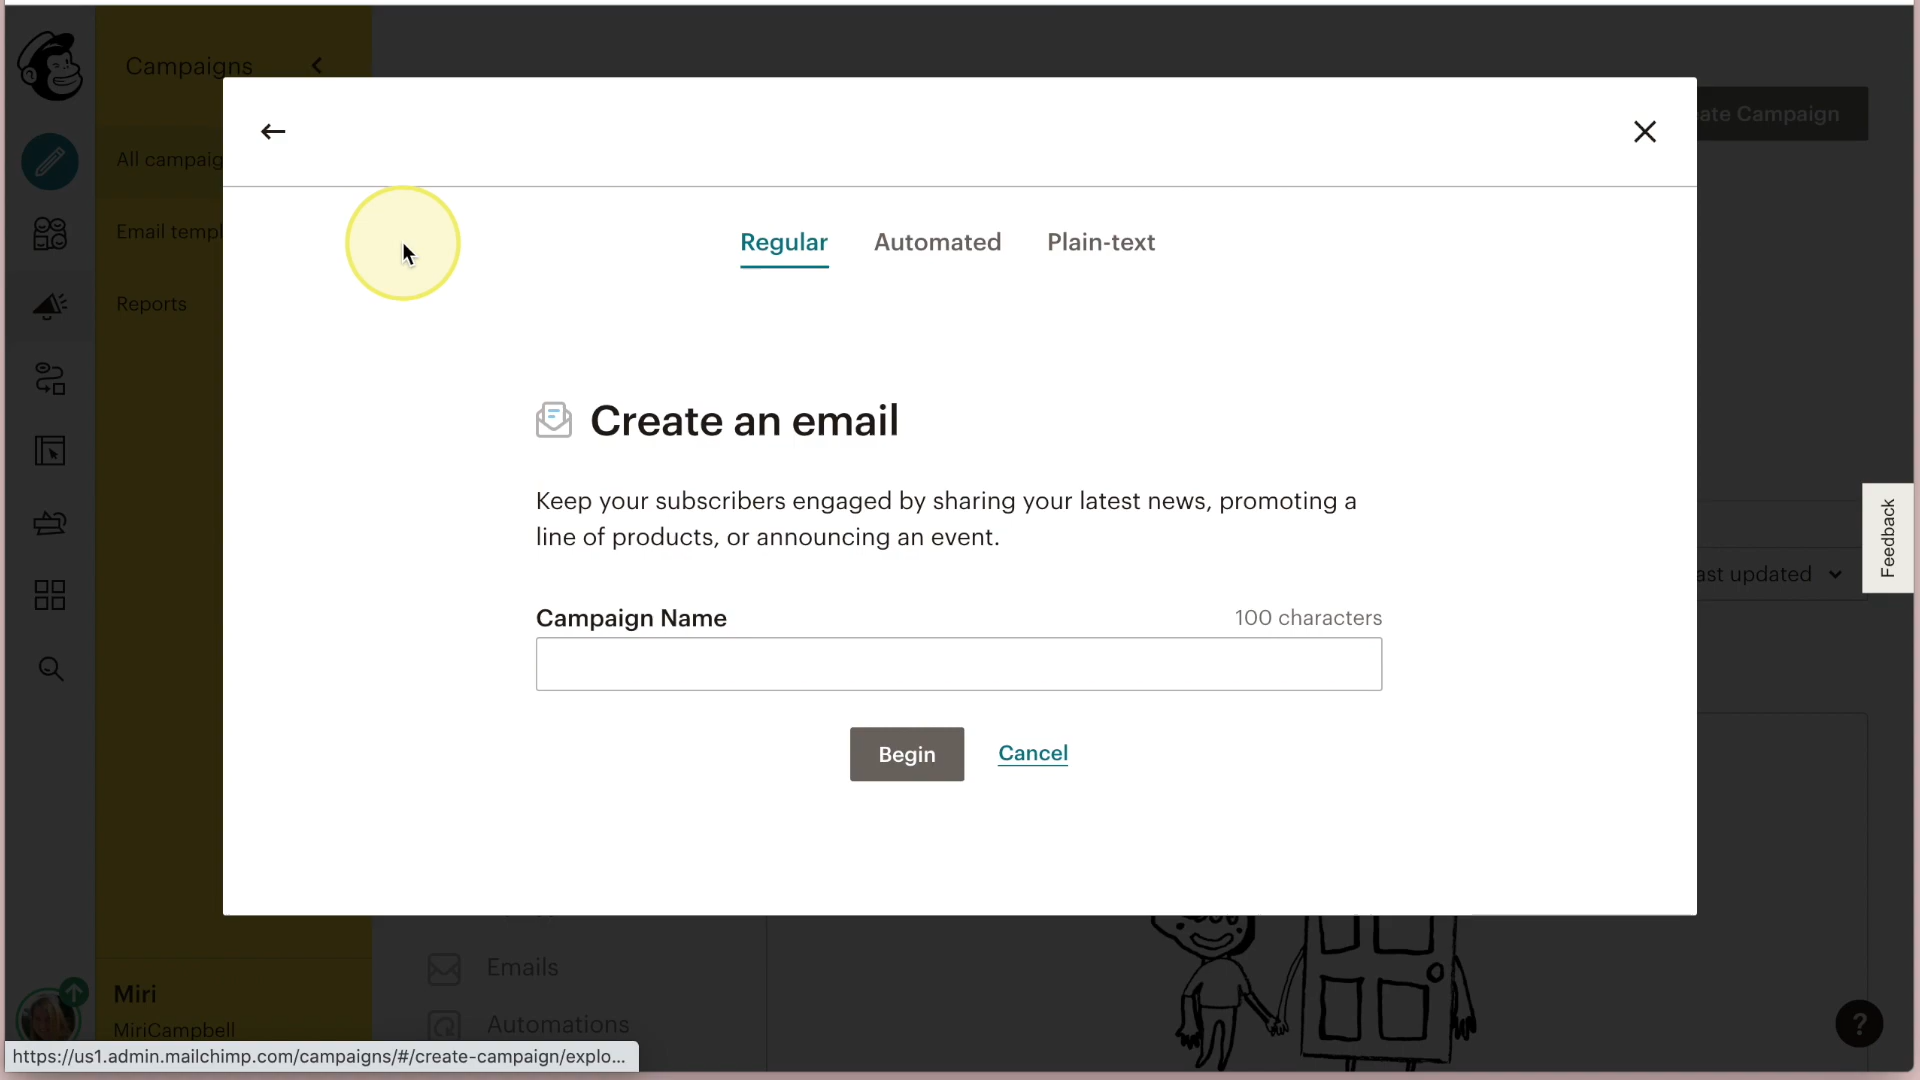 Campaigns
ate Campaign
All campaig
Regular
Automated
Plain-text
Email templ
Reports
Create an email
Keep your subscribers engaged by sharing your latest news, promoting a
line of products, or announcing an event.
Feedback
ast updated
Campaign Name
100 characters
Begin
Cancel
Emails
Miri
Automations
MiriCampbell
?
https://us1.admin.mailchimp.com/campaigns/#/create-campaign/explo...